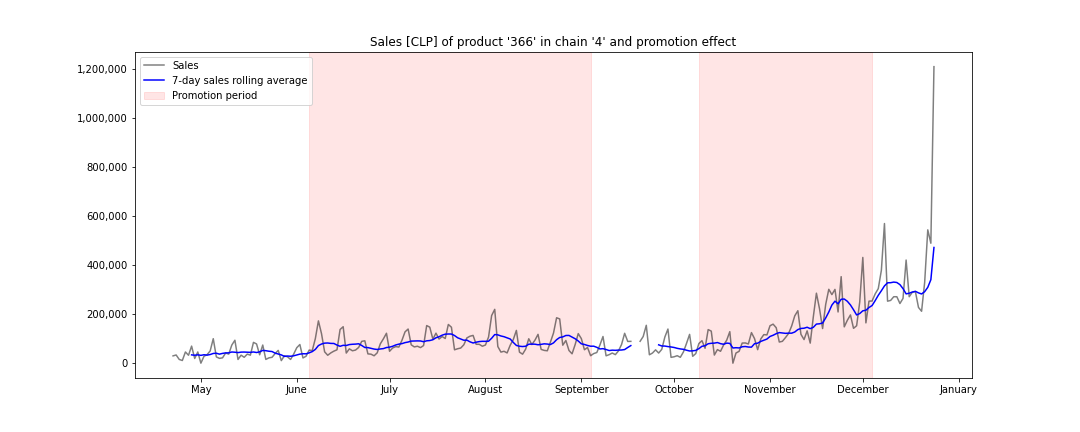 Sales [CLP] of product '366' in chain '4' and promotion effect
Sales
7-day sales rolling average
Promotion period
1,200,000
1,000,000
800,000
600,000
400,000
200,000
0
May June July August September October November December January